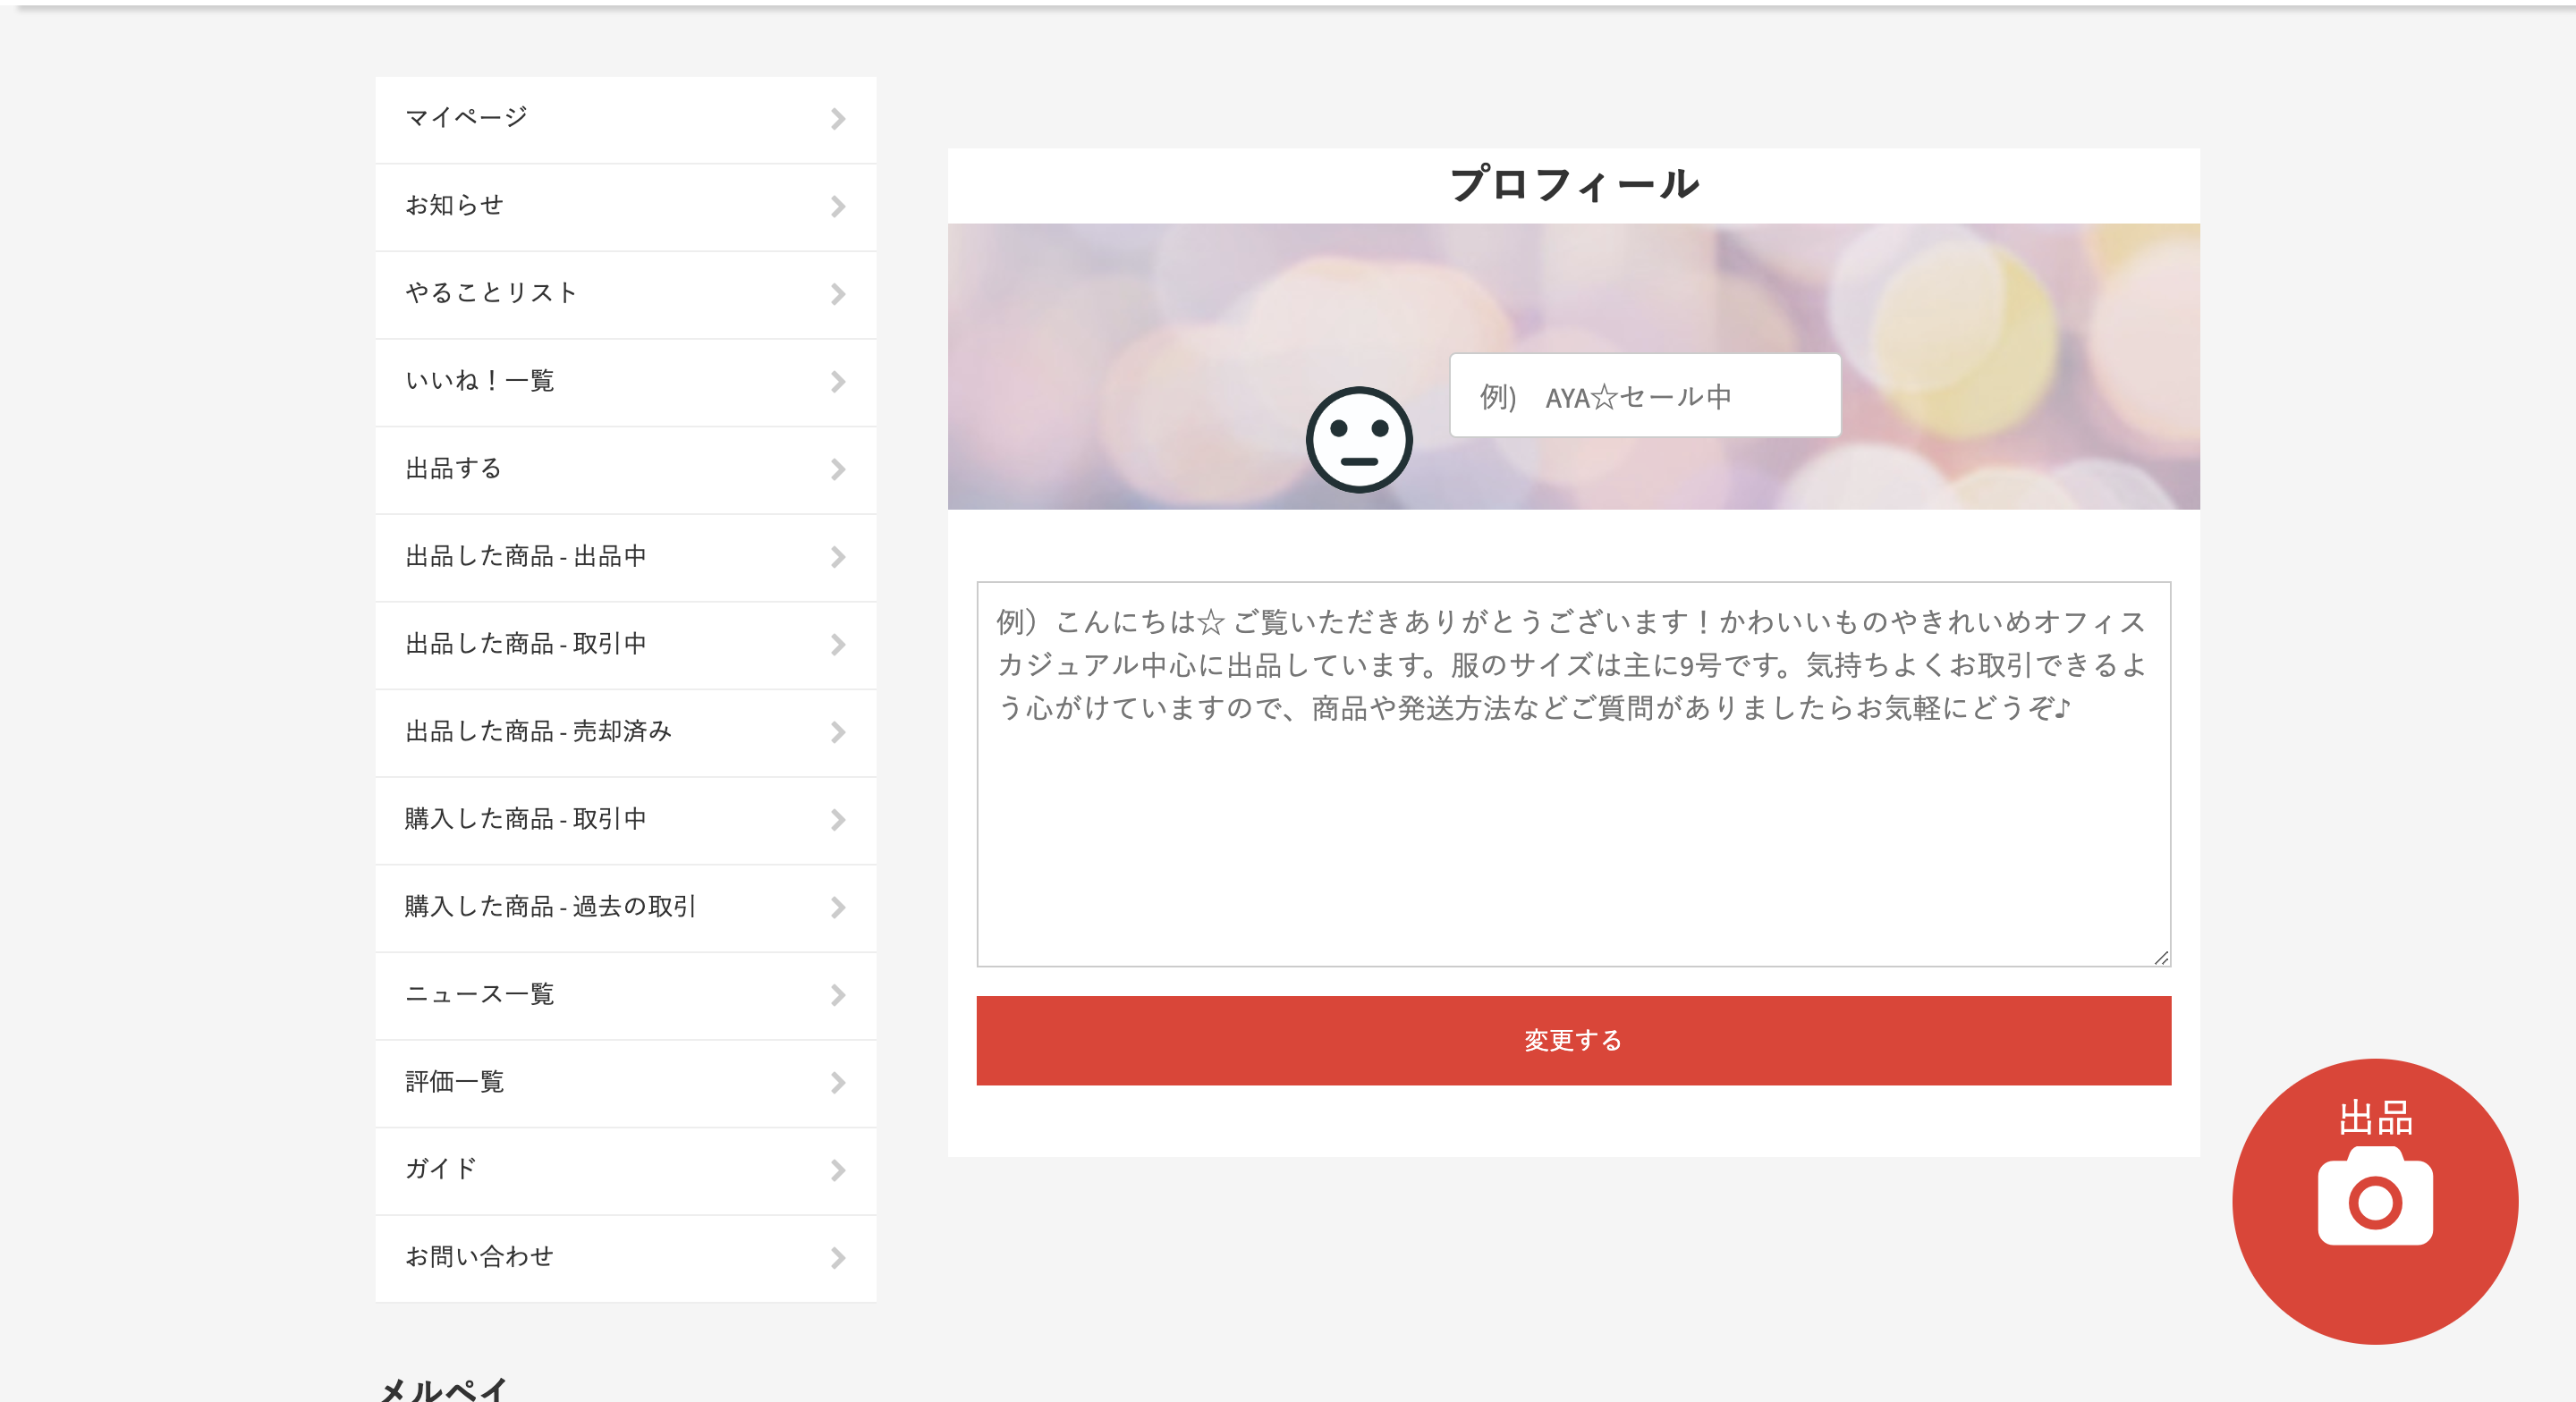 マイページ
お知らせ
やることリスト
いいね！一覧
出品する
出品した商品 - 出品中
出品した商品 - 取引中
出品した商品 - 売却済み
購入した商品 - 取引中
購入した商品 - 過去の取引
ニュース一覧
評価一覧
ガイド
お問い合わせ
メルペイ
プロフィール
例)　AYA☆セール中
例）こんにちは☆ ご覧いただきありがとうございます！かわいいものやきれいめオフィス
カジュアル中心に出品しています。服のサイズは主に9号です。気持ちよくお取引できるよ
う心がけていますので、商品や発送方法などご質問がありましたらお気軽にどうぞ♪
変更する
出品